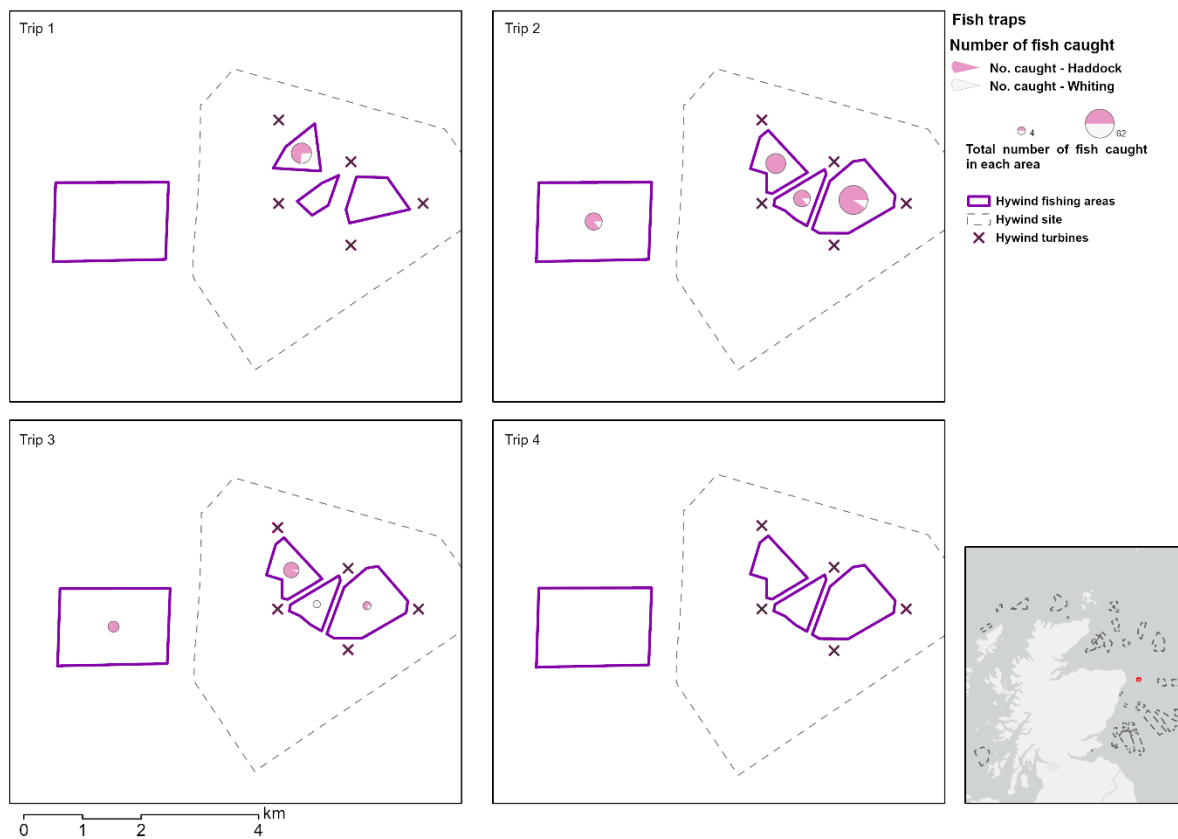 Trip 1
Trip 2
Fish traps
Number of fish caught
No. caught - Haddock
No. caught - Whiting
4
62
Total number of fish caught
in each area
Hywind fishing areas
Hywind site
Hywind turbines
Trip 3
Trip 4
km
0 1 2 4